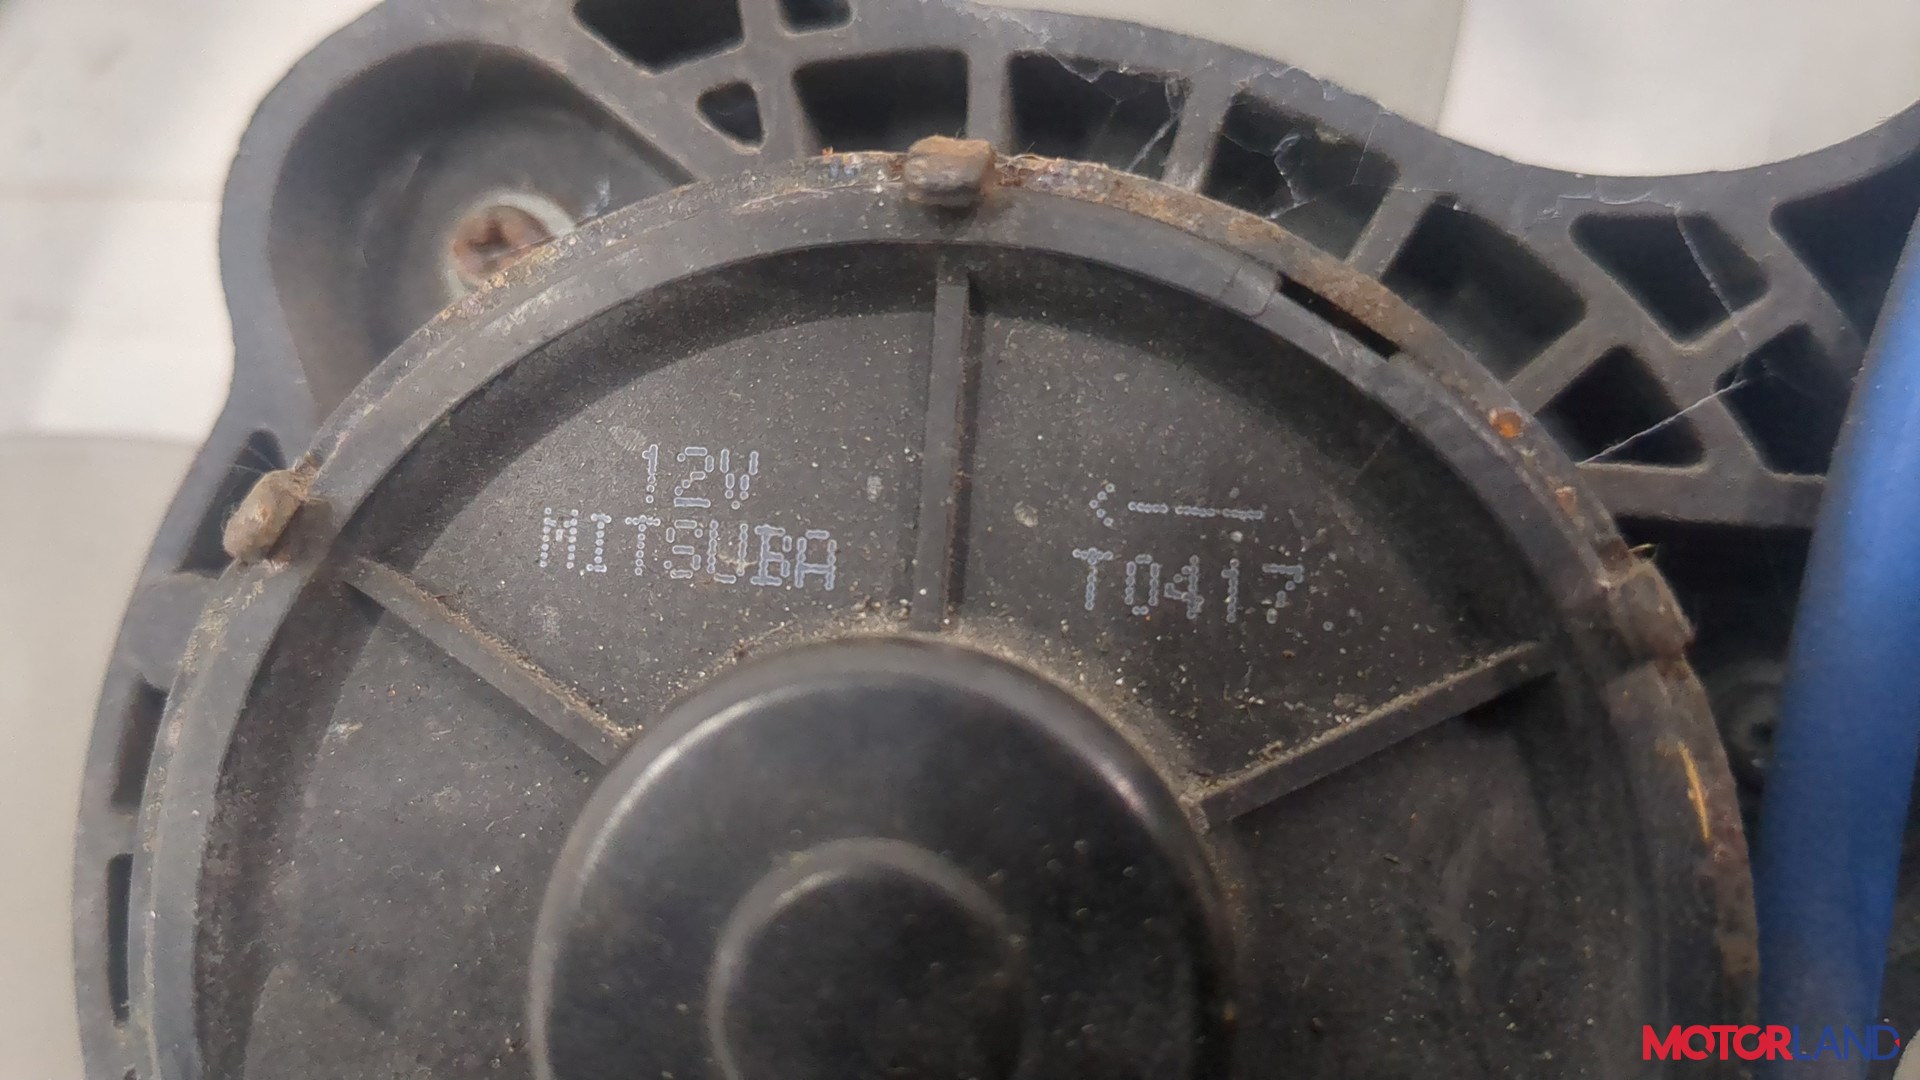 12V
MITSUBA
<-----
T0417
MOTORLAND